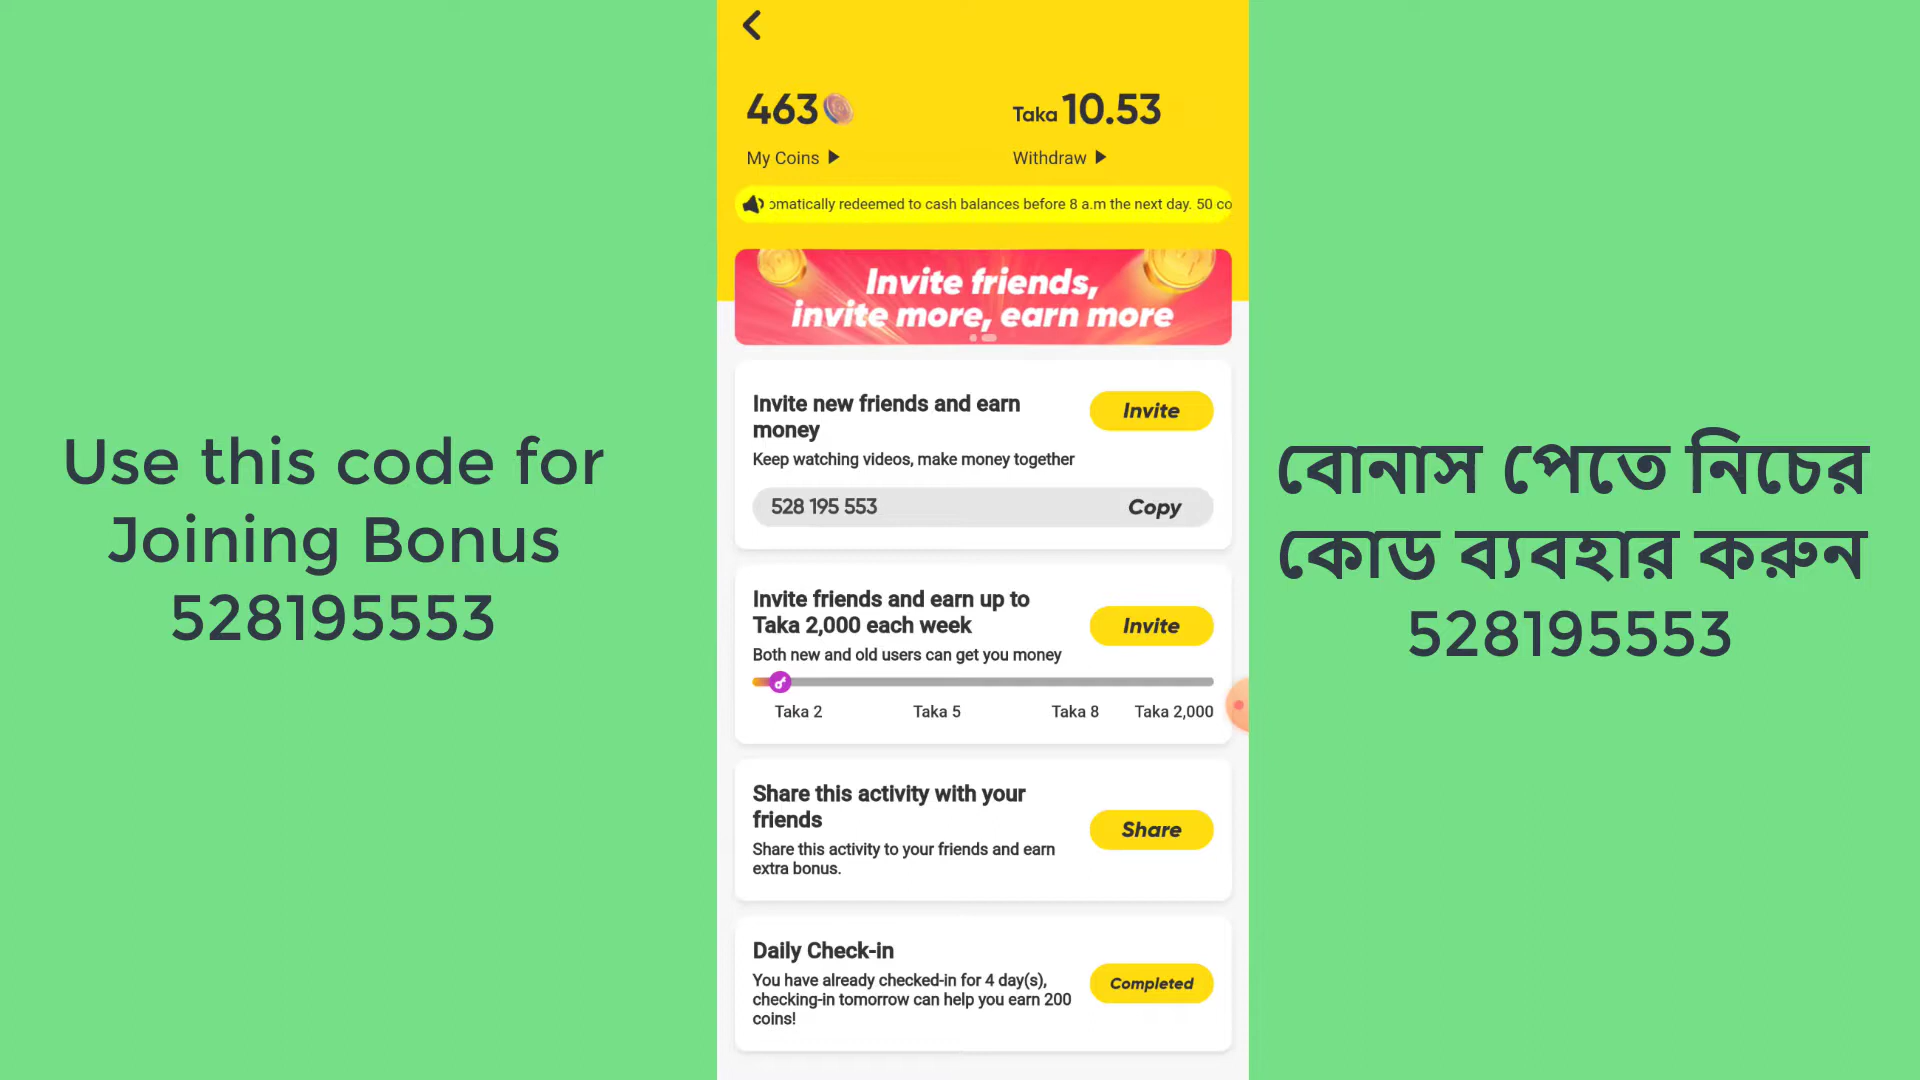 463
Taka 10.53
My Coins
Withdraw
omatically redeemed to cash balances before 8 a.m the next day. 50 co
Invite friends,
invite more, earn more
Invite new friends and earn
money
Invite
Keep watching videos, make money together
528 195 553
Copy
Invite friends and earn up to
Taka 2,000 each week
Invite
Both new and old users can get you money
Taka 2
Taka 5
Taka 8
Taka 2,000
Share this activity with your
friends
Share
Share this activity to your friends and earn
extra bonus.
Daily Check-in
You have already checked-in for 4 day(s),
checking-in tomorrow can help you earn 200
coins!
Completed
Use this code for
Joining Bonus
528195553
বোনাস পেতে নিচের
কোড ব্যবহার করুন
528195553